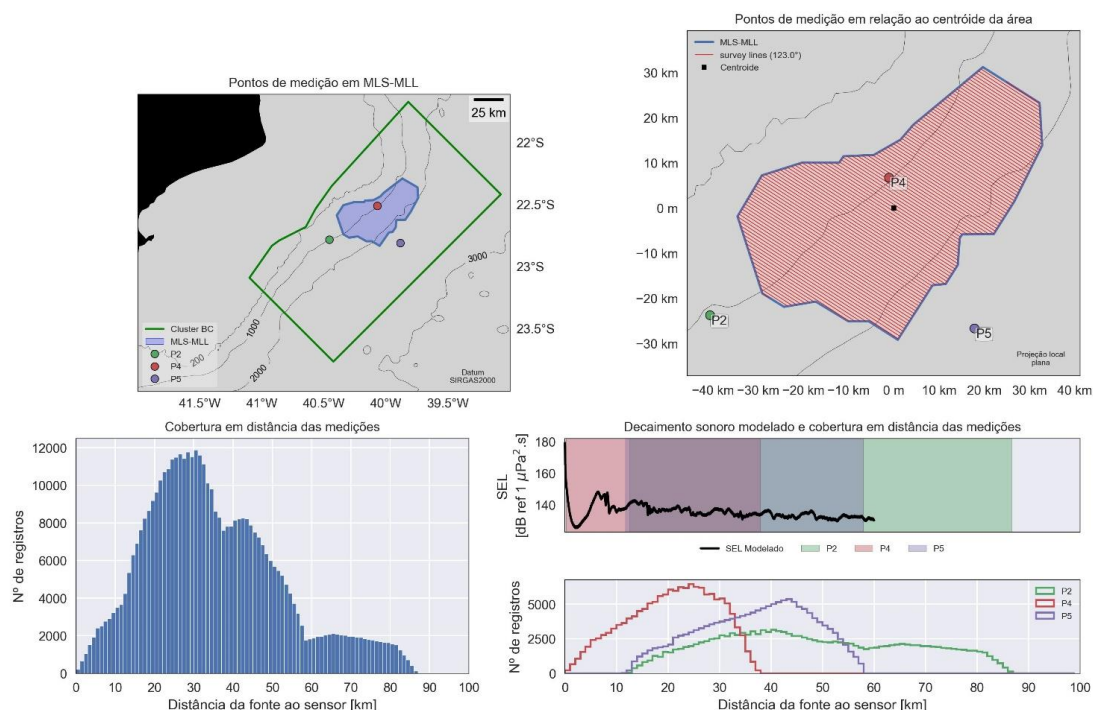 Pontos de medição em MLS-MLL
25 km
22°S
22.5°S
23°S
23.5°S
3000
200
1000
2000
Cluster BC
MLS-MLL
P2
P4
P5
Datum
SIRGAS2000
41.5°W
41°W
40.5°W
40°W
39.5°W
Pontos de medição em relação ao centróide da área
MLS-MLL
survey lines (123.0°)
Centroide
30 km
20 km
10 km
0 m
−10 km
−20 km
−30 km
P4
P2
P5
Projeção local
plana
−40 km −30 km −20 km −10 km 0 m 10 km 20 km 30 km 40 km
Cobertura em distância das medições
Nº de registros
12000
10000
8000
6000
4000
2000
0
0 10 20 30 40 50 60 70 80 90 100
Distância da fonte ao sensor [km]
Decaimento sonoro modelado e cobertura em distância das medições
SEL
[dB ref 1 μPa².s]
180
160
140
SEL Modelado P2 P4 P5
Nº de registros
5000
2500
0
P2
P4
P5
0 10 20 30 40 50 60 70 80 90 100
Distância da fonte ao sensor [km]